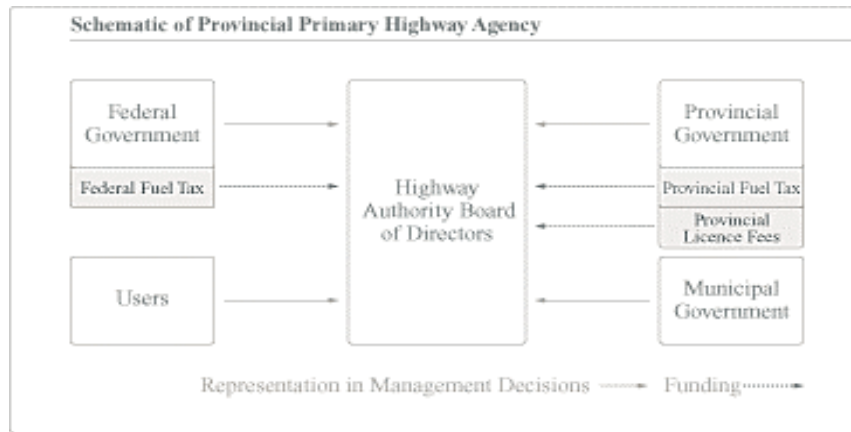 Schematic of Provincial Primary Highway Agency
Federal
Government
Federal Fuel Tax
Users
Highway
Authority Board
of Directors
Provincial
Government
Provincial Fuel Tax
Provincial
Licence Fees
Municipal
Government
Representation in Management Decisions
Funding